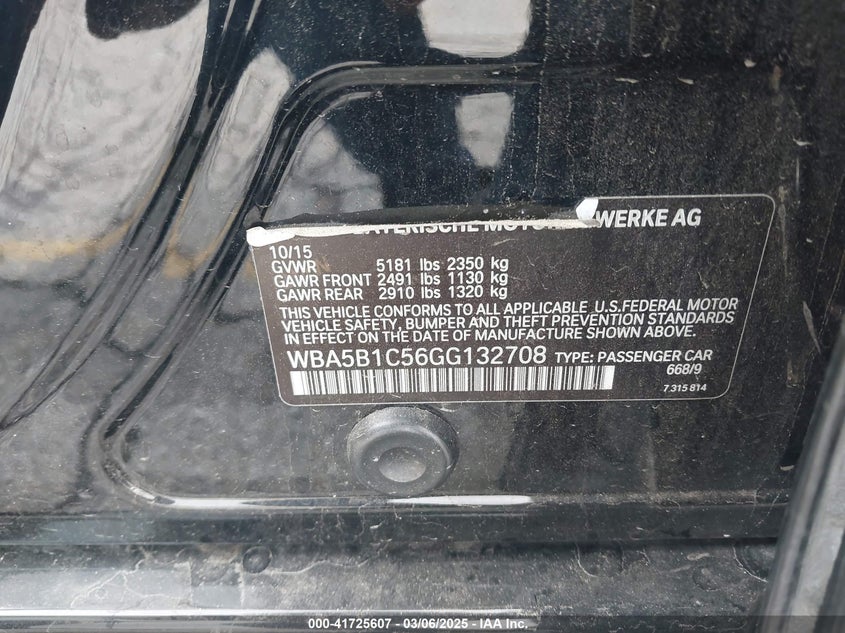 BAYERISCHE MOTOR WERKE AG
10/15
GVWR 5181 lbs 2350 kg
GAWR FRONT 2491 lbs 1130 kg
GAWR REAR 2910 lbs 1320 kg
THIS VEHICLE CONFORMS TO ALL APPLICABLE U.S.FEDERAL MOTOR
VEHICLE SAFETY, BUMPER AND THEFT PREVENTION STANDARDS
IN EFFECT ON THE DATE OF MANUFACTURE SHOWN ABOVE.
WBA5B1C56GG132708 TYPE: PASSENGER CAR
668/9
7 315 814
IAA-41725607 - 03/06/2025 - IAA Inc.